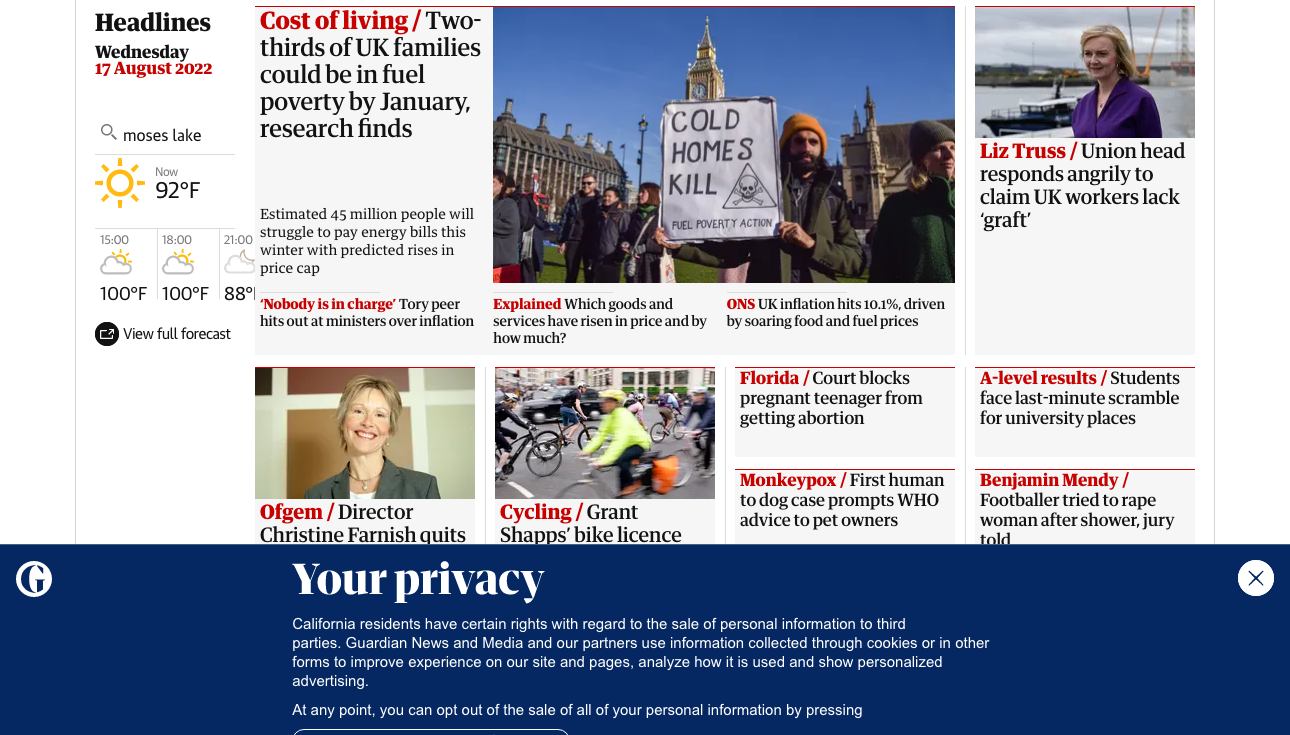 Headlines
Wednesday
17 August 2022
moses lake
Now
92°F
15:00
18:00
21:00
100°F
100°F
88°
View full forecast
Cost of living / Two-
thirds of UK families
could be in fuel
poverty by January,
research finds
Estimated 45 million people will
struggle to pay energy bills this
winter with predicted rises in
price cap
COLD
HOMES
KILL
FUEL POVERTY ACTION
‘Nobody is in charge’ Tory peer
hits out at ministers over inflation
Explained Which goods and
services have risen in price and by
how much?
ONS UK inflation hits 10.1%, driven
by soaring food and fuel prices
Liz Truss / Union head
responds angrily to
claim UK workers lack
‘graft’
Ofgem / Director
Christine Farnish quits
Cycling / Grant
Shapps’ bike licence
Florida / Court blocks
pregnant teenager from
getting abortion
Monkeypox / First human
to dog case prompts WHO
advice to pet owners
A-level results / Students
face last-minute scramble
for university places
Benjamin Mendy /
Footballer tried to rape
woman after shower, jury
told
Your privacy
California residents have certain rights with regard to the sale of personal information to third
parties. Guardian News and Media and our partners use information collected through cookies or in other
forms to improve experience on our site and pages, analyze how it is used and show personalized
advertising.
At any point, you can opt out of the sale of all of your personal information by pressing